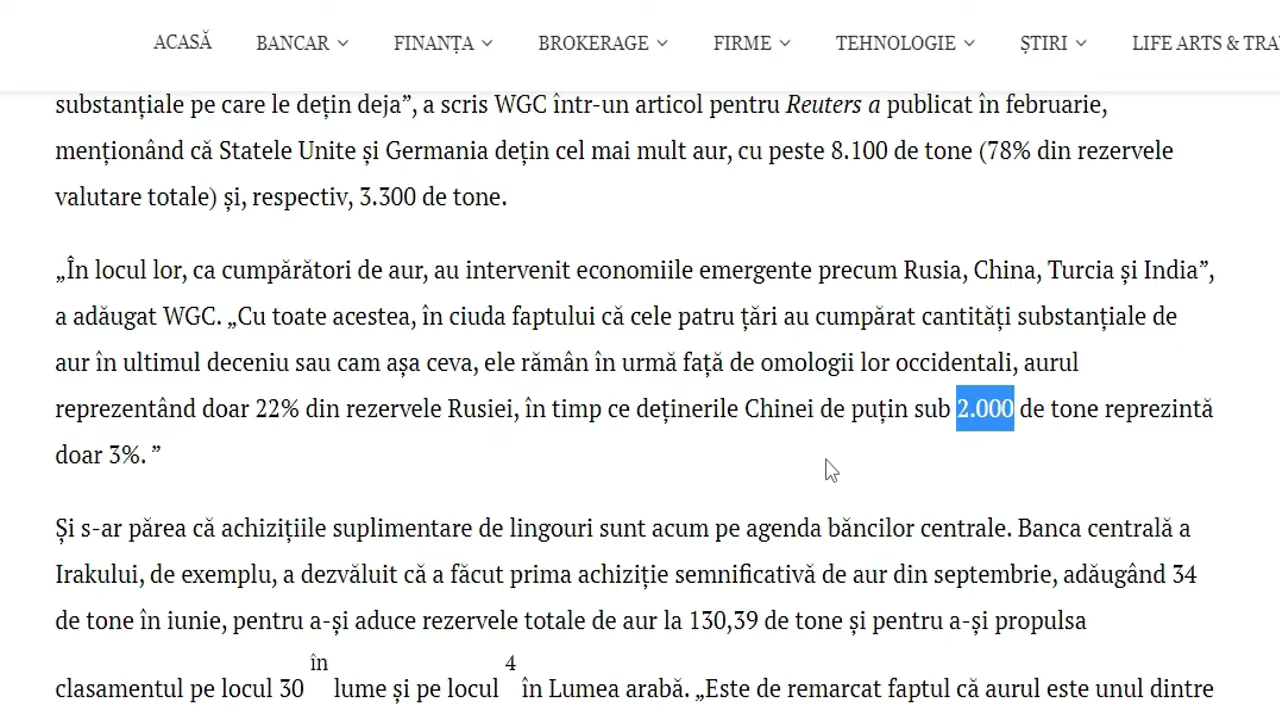 ACASĂ BANCAR FINANȚA BROKERAGE FIRME TEHNOLOGIE ȘTIRI LIFE ARTS & TRA
substanțiale pe care le dețin deja”, a scris WGC într-un articol pentru Reuters a publicat în februarie,
menționând că Statele Unite și Germania dețin cel mai mult aur, cu peste 8.100 de tone (78% din rezervele
valutare totale) și, respectiv, 3.300 de tone.
„În locul lor, ca cumpărători de aur, au intervenit economiile emergente precum Rusia, China, Turcia și India”,
a adăugat WGC. „Cu toate acestea, în ciuda faptului că cele patru țări au cumpărat cantități substanțiale de
aur în ultimul deceniu sau cam așa ceva, ele rămân în urmă față de omologii lor occidentali, aurul
reprezentând doar 22% din rezervele Rusiei, în timp ce deținerile Chinei de puțin sub 2.000 de tone reprezintă
doar 3%. ”
Și s-ar părea că achizițiile suplimentare de lingouri sunt acum pe agenda băncilor centrale. Banca centrală a
Irakului, de exemplu, a dezvăluit că a făcut prima achiziție semnificativă de aur din septembrie, adăugând 34
de tone în iunie, pentru a-și aduce rezervele totale de aur la 130,39 de tone și pentru a-și propulsa
clasamentul pe locul 30 în lume și pe locul 4 în Lumea arabă. „Este de remarcat faptul că aurul este unul dintre